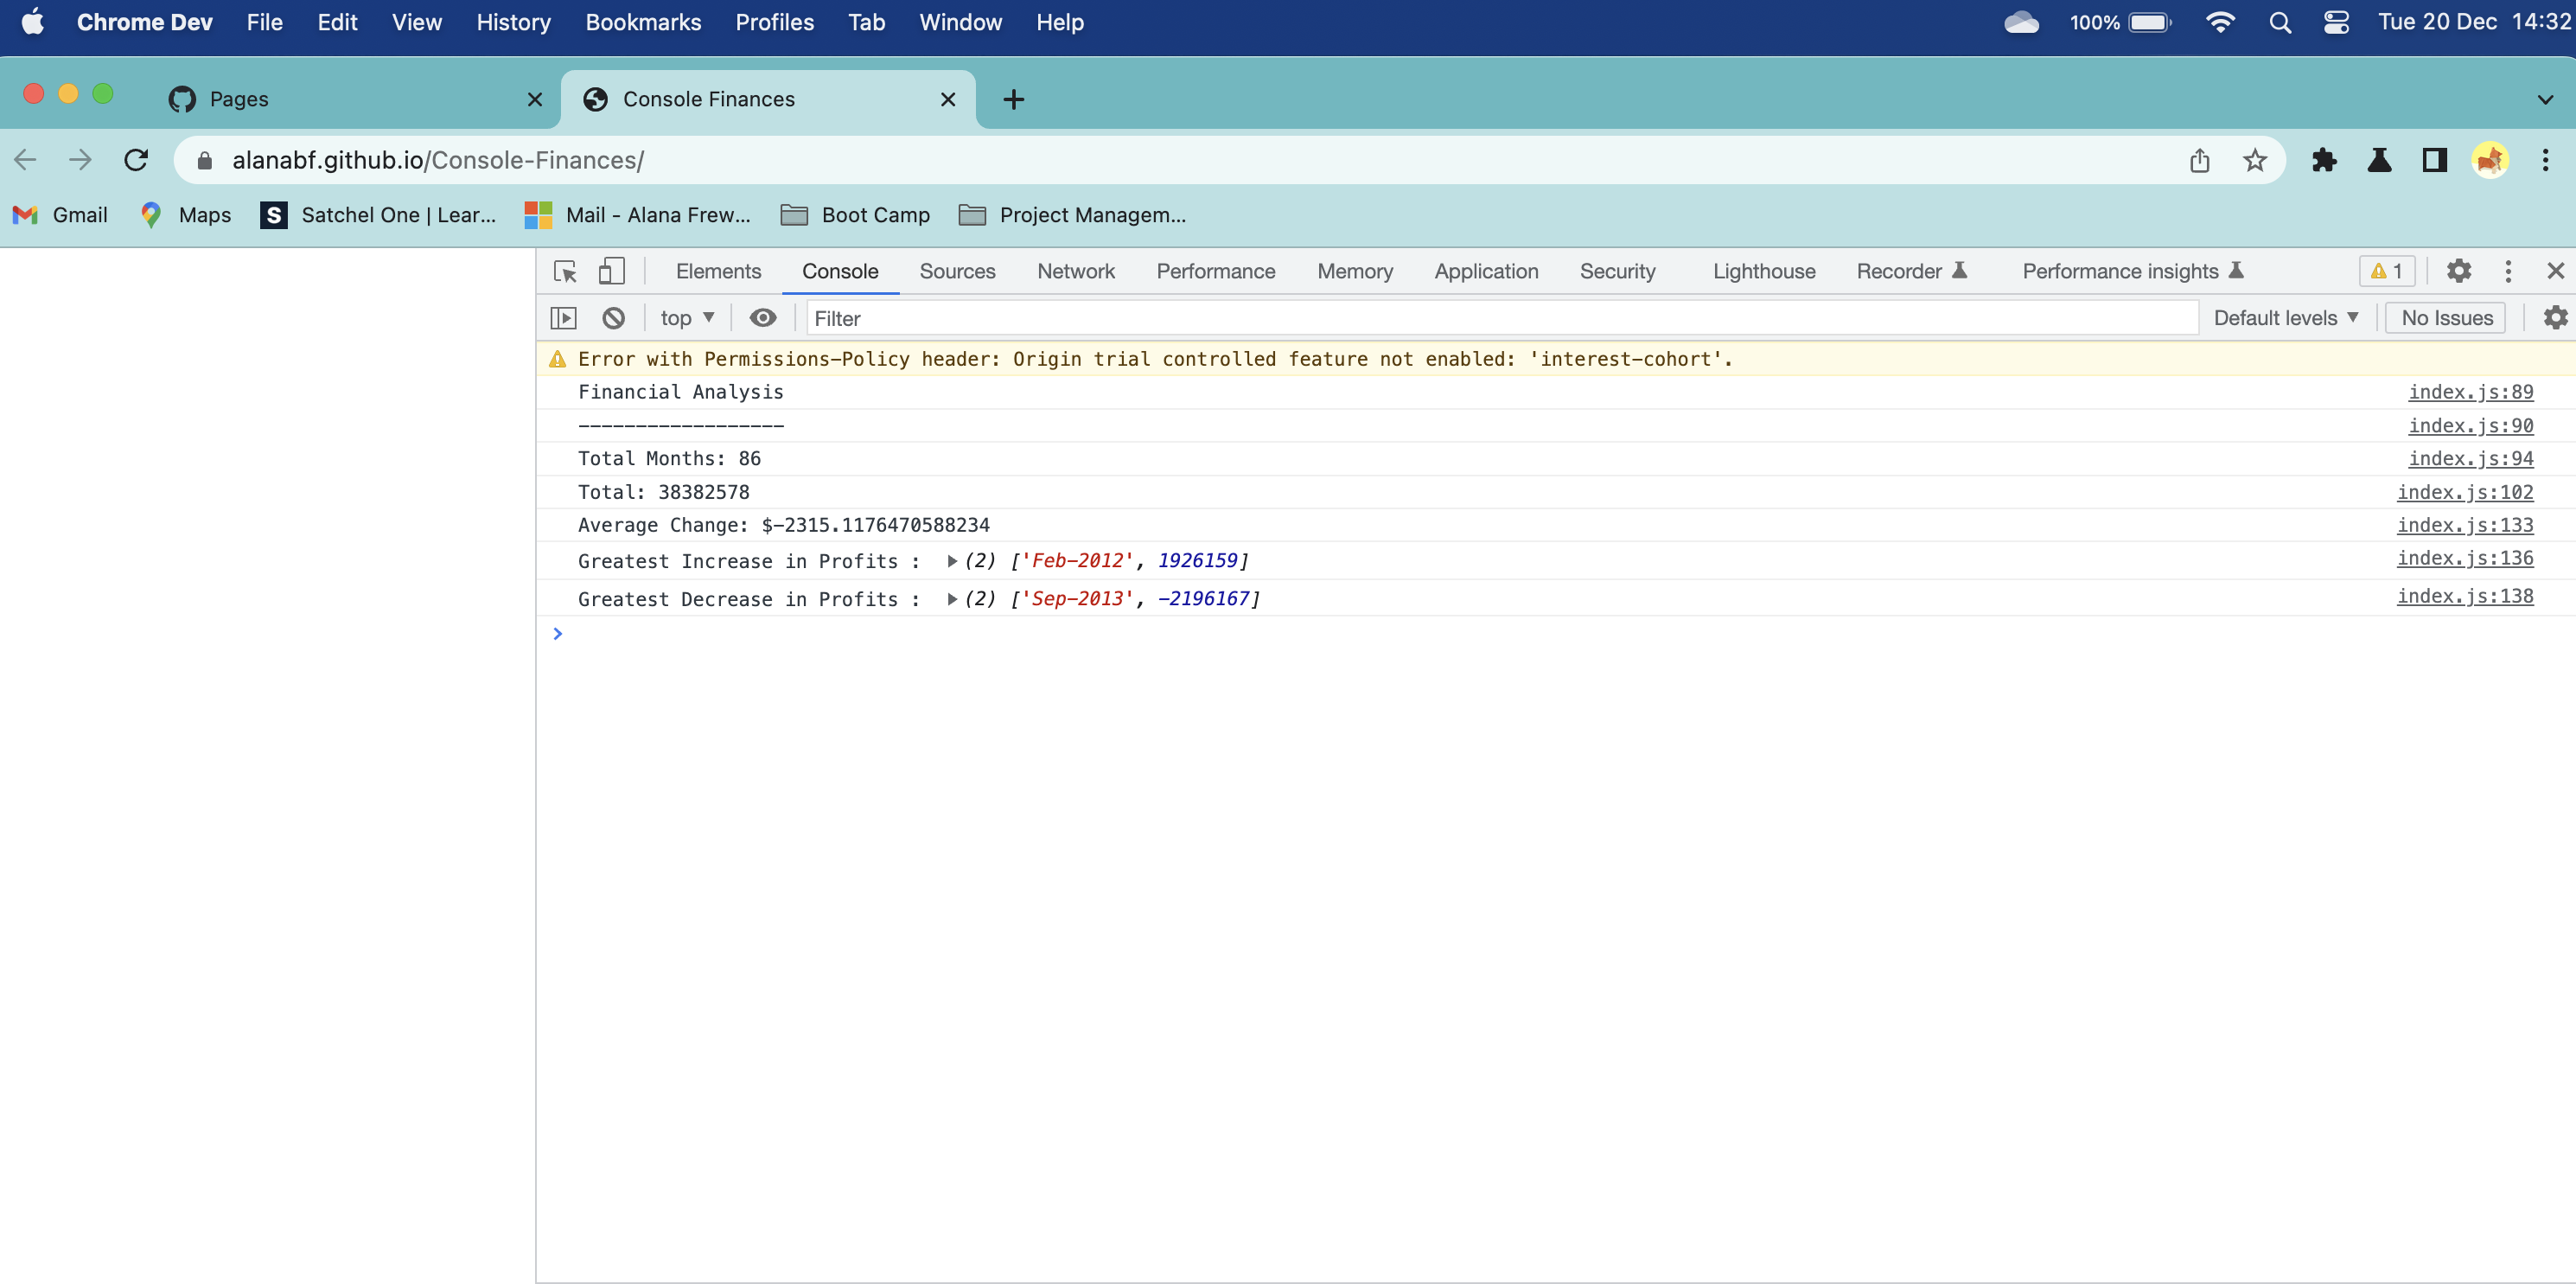 Chrome Dev File Edit View History Bookmarks Profiles Tab Window Help 100% Tue 20 Dec 14:32
Pages Console Finances
alanabf.github.io/Console-Finances/
Gmail Maps S Satchel One | Lear... Mail - Alana Frew... Boot Camp Project Managem...
Elements Console Sources Network Performance Memory Application Security Lighthouse Recorder Performance insights 1
top Filter Default levels No Issues
Error with Permissions-Policy header: Origin trial controlled feature not enabled: 'interest-cohort'.
Financial Analysis index.js:89
------------------ index.js:90
Total Months: 86 index.js:94
Total: 38382578 index.js:102
Average Change: $-2315.1176470588234 index.js:133
Greatest Increase in Profits : (2) ['Feb-2012', 1926159] index.js:136
Greatest Decrease in Profits : (2) ['Sep-2013', -2196167] index.js:138